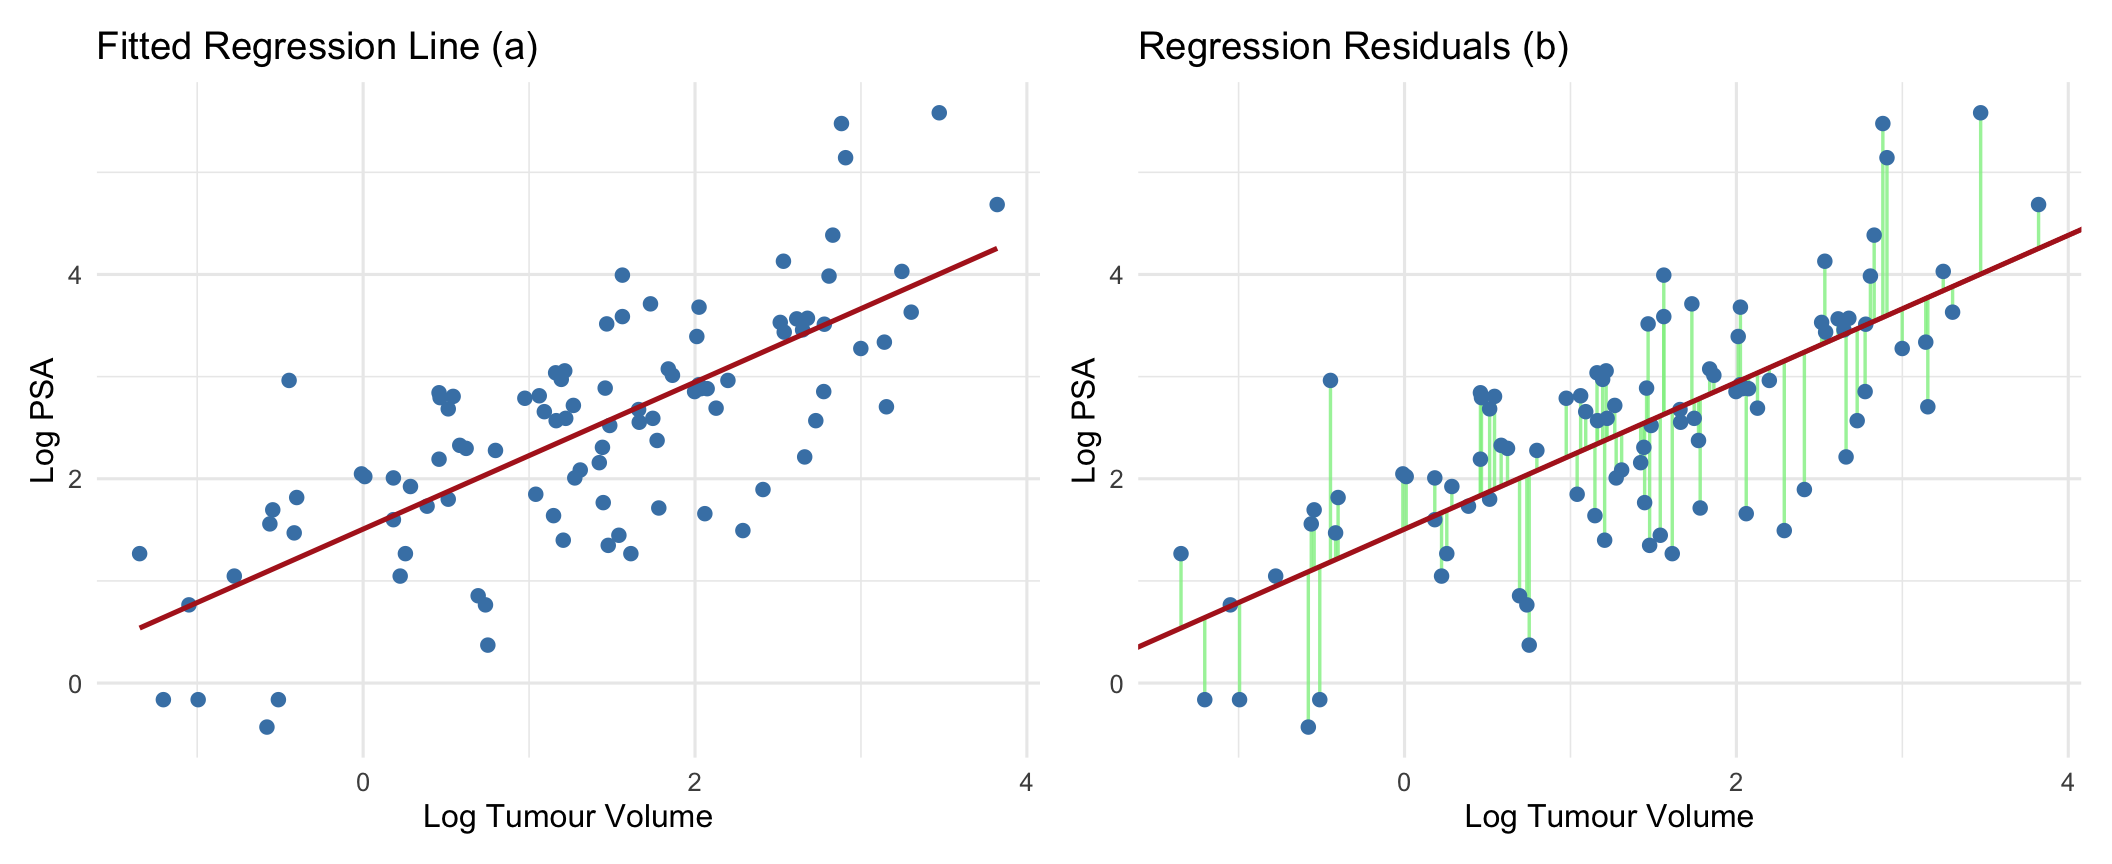 Fitted Regression Line (a)
Log PSA
4
2
0
0 2 4
Log Tumour Volume
Regression Residuals (b)
Log PSA
4
2
0
0 2 4
Log Tumour Volume